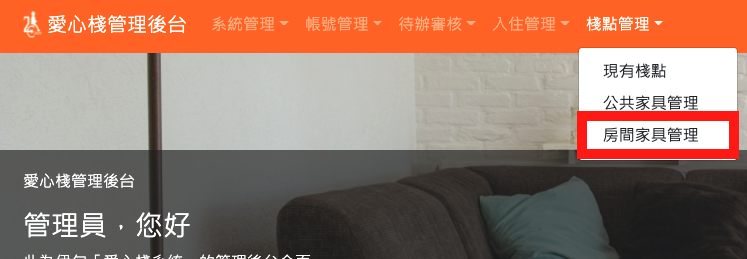 愛心棧管理後台 系統管理 帳號管理 待辦審核 入住管理 棧點管理
現有棧點
公共家具管理
房間家具管理
愛心棧管理後台
管理員，您好